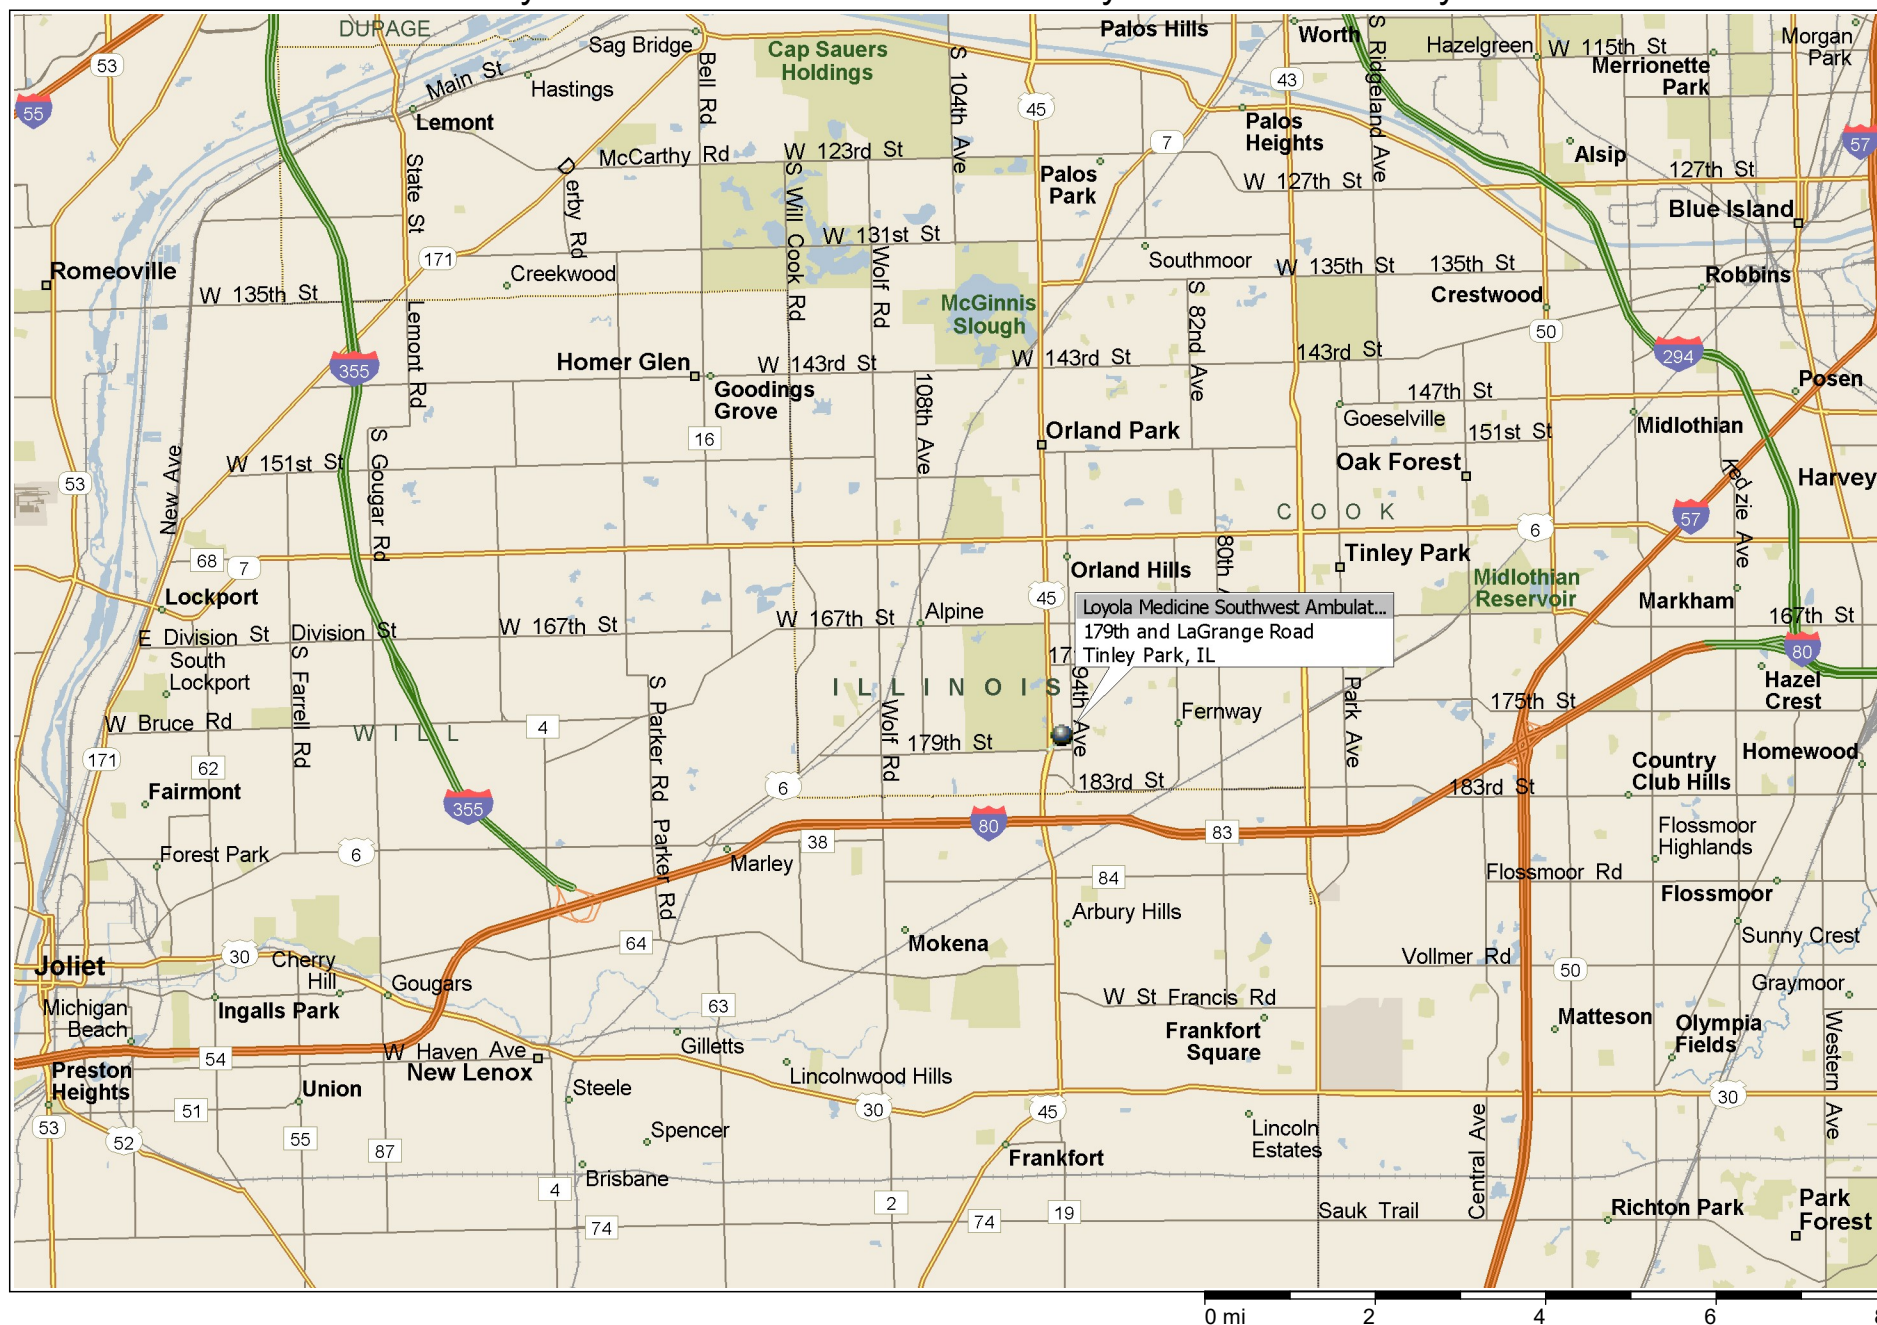 DUPAGE
Sag Bridge
Cap Sauers
Holdings
Palos Hills
Worth
Hazelgreen
W 115th St
Merrionette
Park
Morgan
Park
53
55
Main St
Hastings
Lemont
Bell Rd
S 104th Ave
45
43
S Ridgeland Ave
Palos
Heights
7
Alsip
57
McCarthy Rd
W 123rd St
Palos
Park
W 127th St
127th St
Blue Island
State St
Derby Rd
S Will Cook Rd
W 131st St
Wolf Rd
171
Romeoville
Creekwood
Southmoor
W 135th St
135th St
Robbins
W 135th St
Lemont Rd
McGinnis
Slough
S 82nd Ave
Crestwood
50
355
Homer Glen
W 143rd St
Goodings
Grove
W 143rd St
143rd St
294
Posen
108th Ave
147th St
Goeselville
Midlothian
16
Orland Park
151st St
Oak Forest
W 151st St
S Gougar Rd
New Ave
53
Kedzie Ave
Harvey
COOK
6
57
68
7
80th
Tinley Park
Orland Hills
Midlothian
Reservoir
Lockport
45
Loyola Medicine Southwest Ambulat...
179th and LaGrange Road
Tinley Park, IL
Markham
167th St
E Division St
Division St
W 167th St
W 167th St
Alpine
80
South
Lockport
S Farrell Rd
S Parker Rd
ILLINOIS
17
94th Ave
Park Ave
175th St
Hazel
Crest
W Bruce Rd
WILL
4
Wolf Rd
179th St
Fernway
171
62
6
183rd St
183rd St
Country
Club Hills
Homewood
Fairmont
355
80
83
38
Forest Park
6
Parker Rd
Marley
84
Flossmoor
Highlands
Flossmoor Rd
Flossmoor
Arbury Hills
Mokena
64
Sunny Crest
Joliet
30
Cherry
Hill
Gougars
Vollmer Rd
50
Graymoor
Michigan
Beach
Ingalls Park
63
W St Francis Rd
Frankfort
Square
Matteson
Olympia
Fields
Western Ave
54
W Haven Ave
New Lenox
Gilletts
Preston
Heights
Union
Steele
Lincolnwood Hills
51
30
45
30
53
52
55
87
Spencer
Lincoln
Estates
Central Ave
Frankfort
Brisbane
4
74
2
74
19
Sauk Trail
Richton Park
Park
Forest
0 mi 2 4 6 8